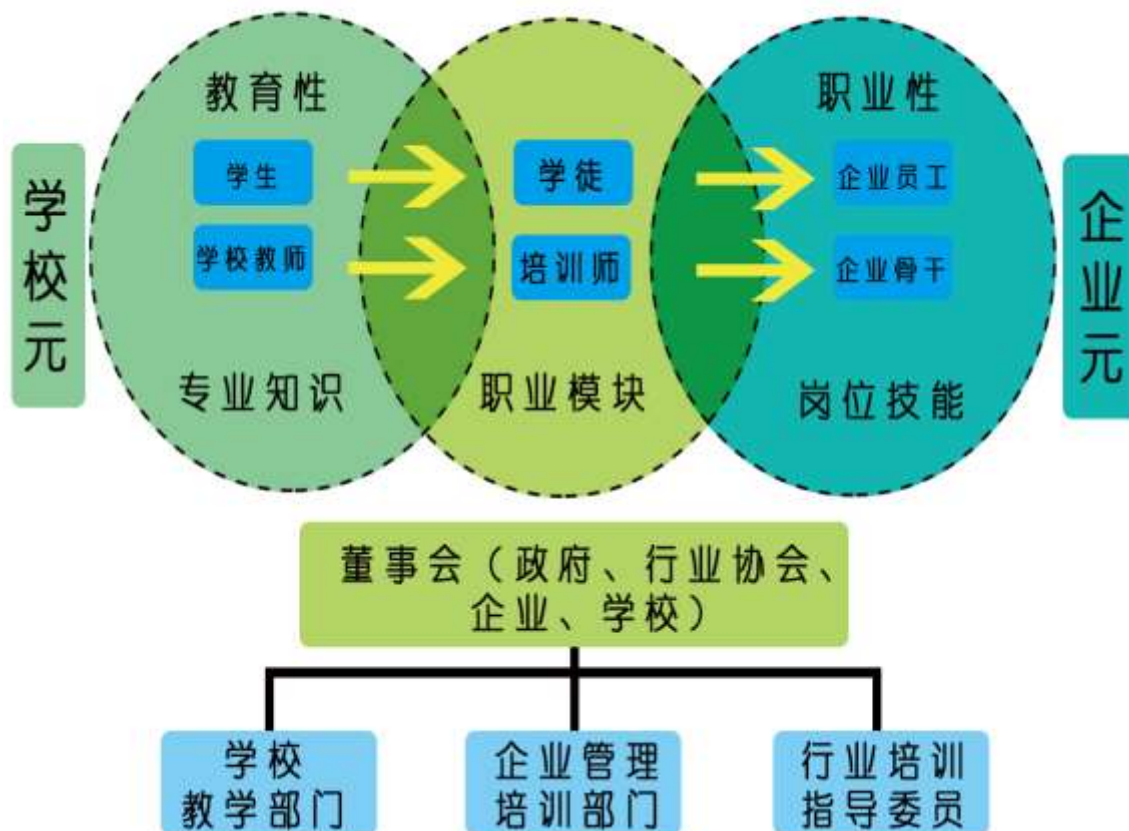 教育性
职业性
学校元
学生
学徒
企业员工
企业元
学校教师
培训师
企业骨干
专业知识
职业模块
岗位技能
董事会（政府、行业协会、
企业、学校）
学校
教学部门
企业管理
培训部门
行业培训
指导委员